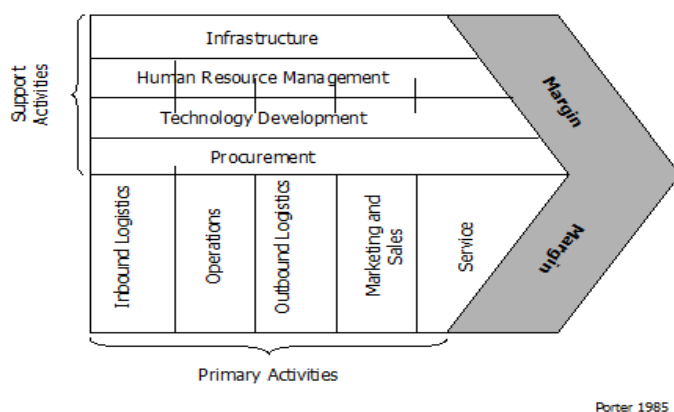 Support
Activities
Infrastructure
Human Resource Management
Technology Development
Procurement
Inbound Logistics
Operations
Outbound Logistics
Marketing and
Sales
Service
Margin
Margin
Primary Activities
Porter 1985